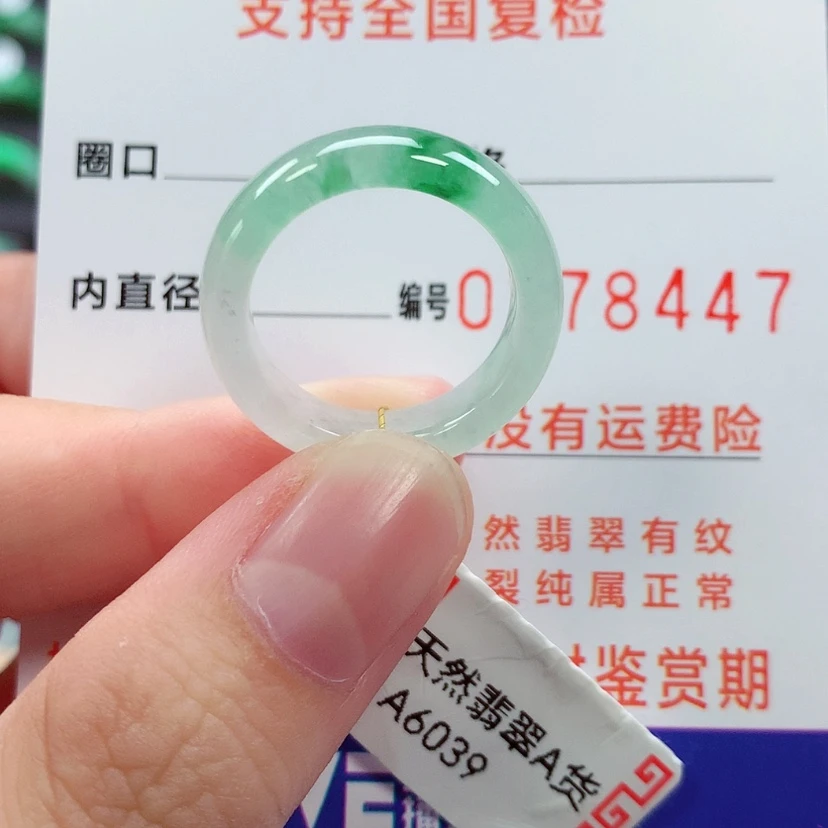 支持全国复检
圈口
内直径
编号0 78447
没有运费险
然翡翠有纹
裂纯属正常
鉴赏期
天然翡翠A货
A6039